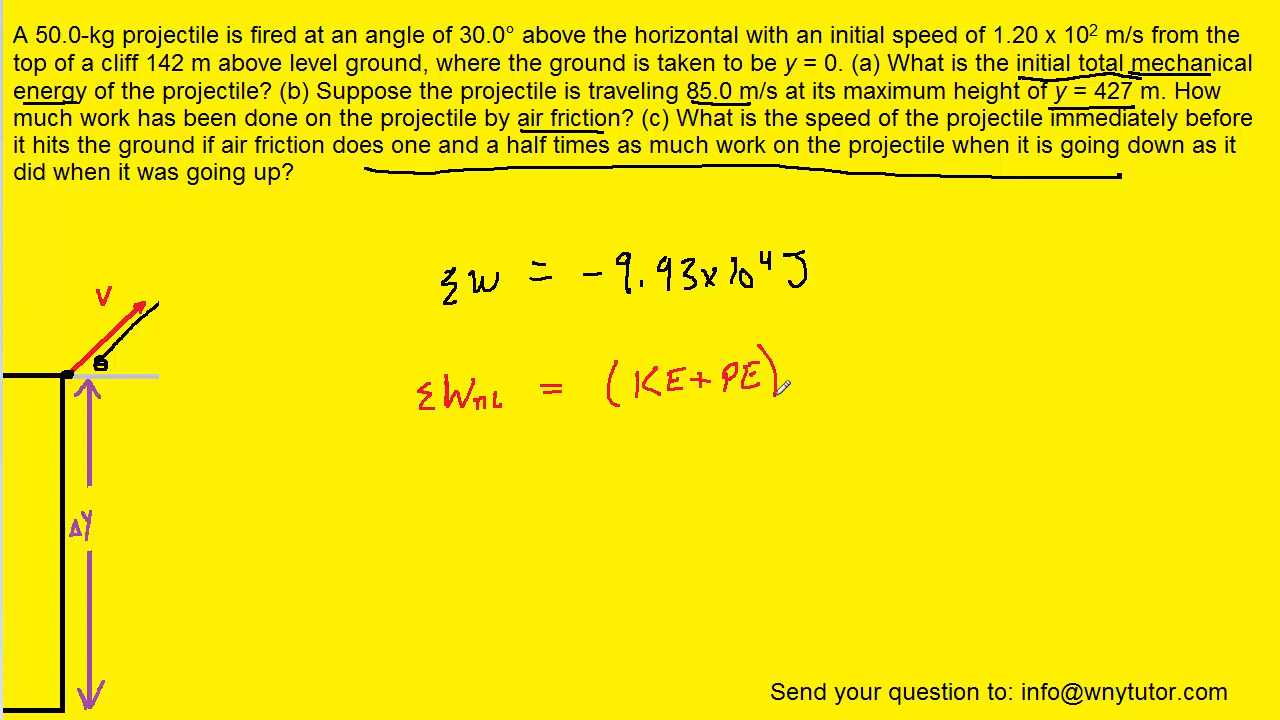 A 50.0-kg projectile is fired at an angle of 30.0° above the horizontal with an initial speed of 1.20 x 10² m/s from the
top of a cliff 142 m above level ground, where the ground is taken to be y = 0. (a) What is the initial total mechanical
energy of the projectile? (b) Suppose the projectile is traveling 85.0 m/s at its maximum height of y = 427 m. How
much work has been done on the projectile by air friction? (c) What is the speed of the projectile immediately before
it hits the ground if air friction does one and a half times as much work on the projectile when it is going down as it
did when it was going up?
ΣW = -9.93x10⁴ J
V
ΣWnc = (KE+PE)
θ
ΔY
Send your question to: info@wnytutor.com